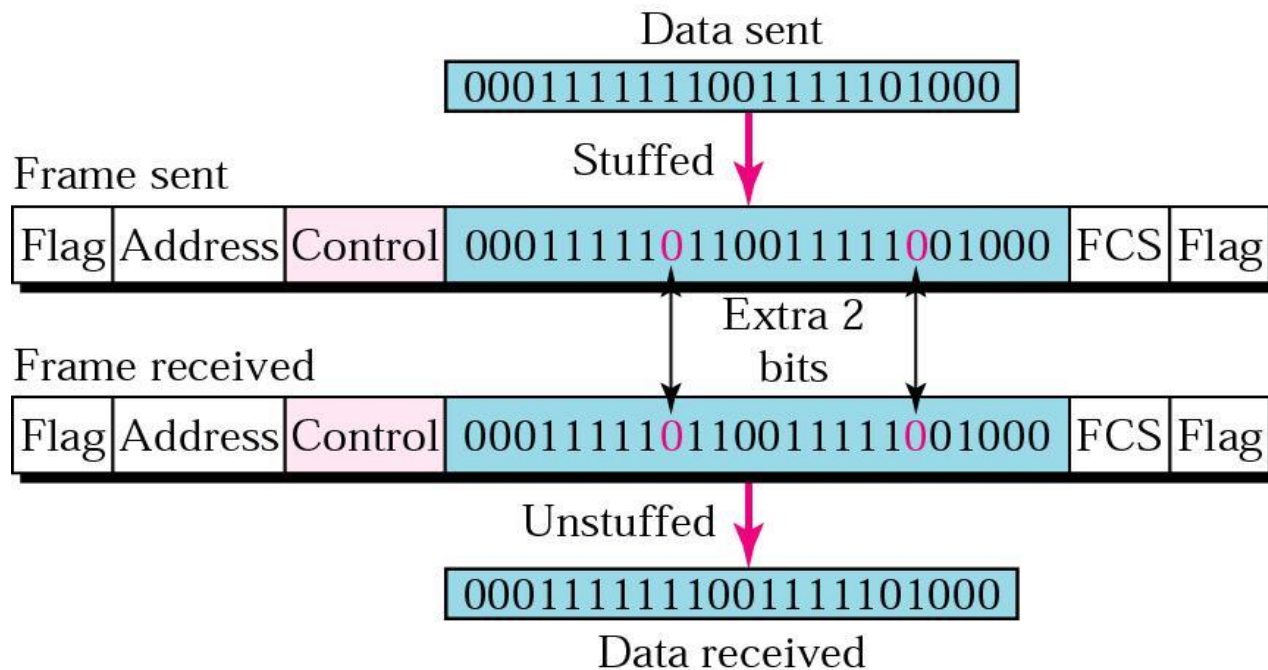 Data sent
0001111111001111101000
Stuffed
Frame sent
Flag Address Control 000111110110011111001000 FCS Flag
Extra 2
bits
Frame received
Flag Address Control 000111110110011111001000 FCS Flag
Unstuffed
0001111111001111101000
Data received